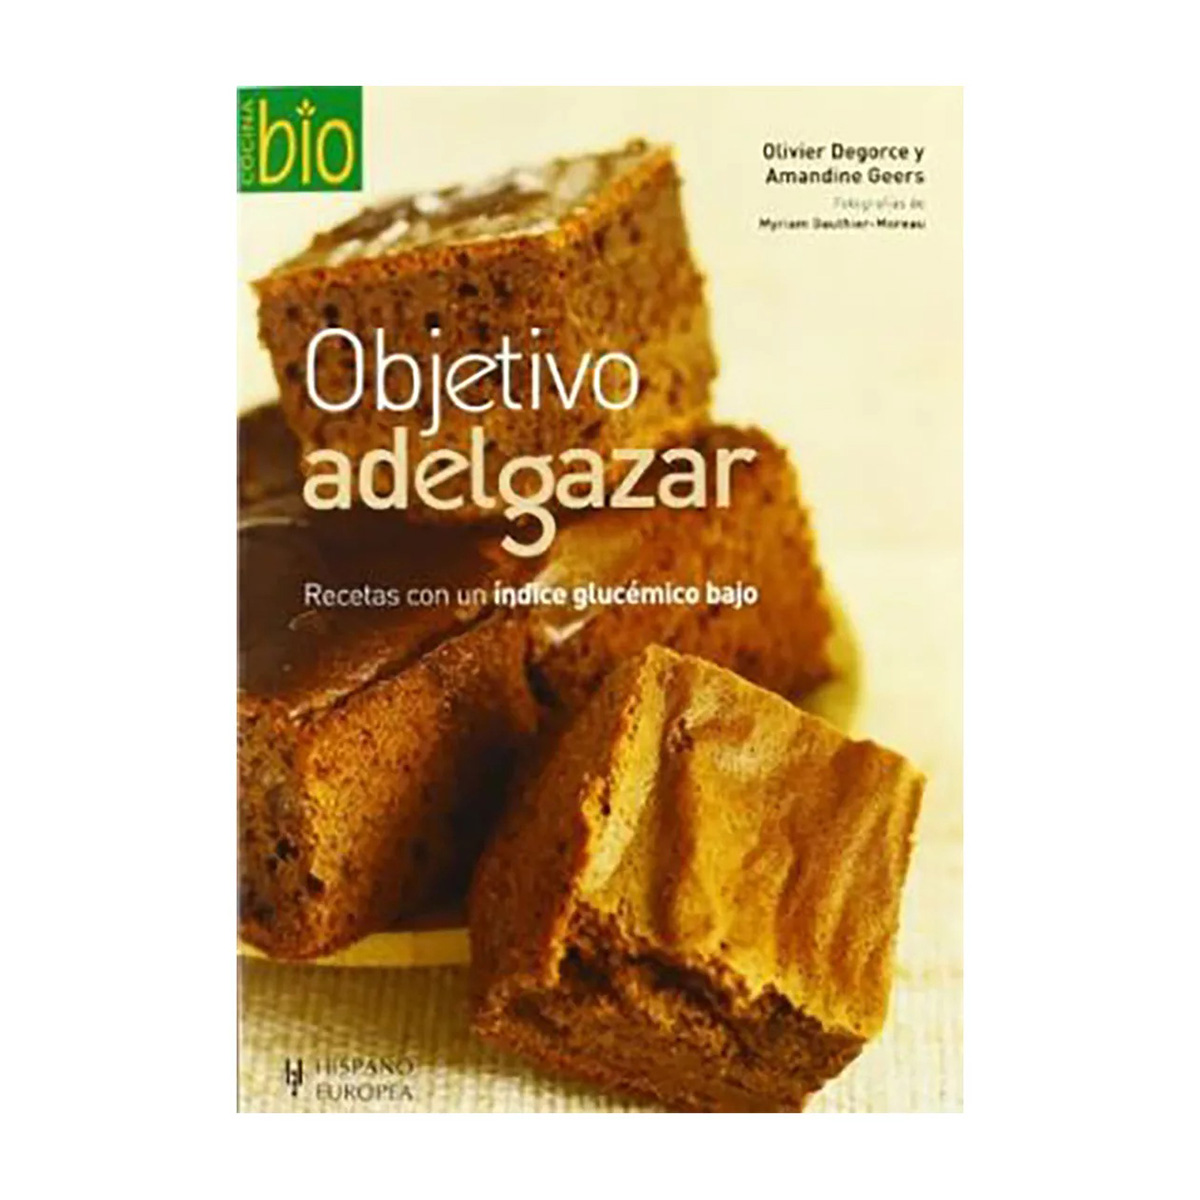 COCINA
bio
Olivier Degorce y
Amandine Geers
Fotografías de
Myriam Gauthier-Moreau
Objetivo
adelgazar
Recetas con un índice glucémico bajo
HISPANO
EUROPEA